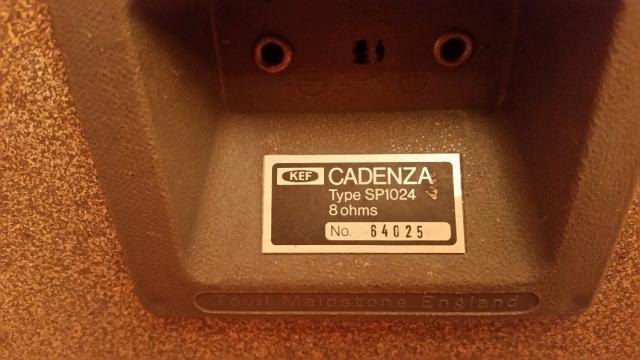 − +
KEF CADENZA
Type SP1024
8 ohms
No. 64025
Tovil Maidstone England